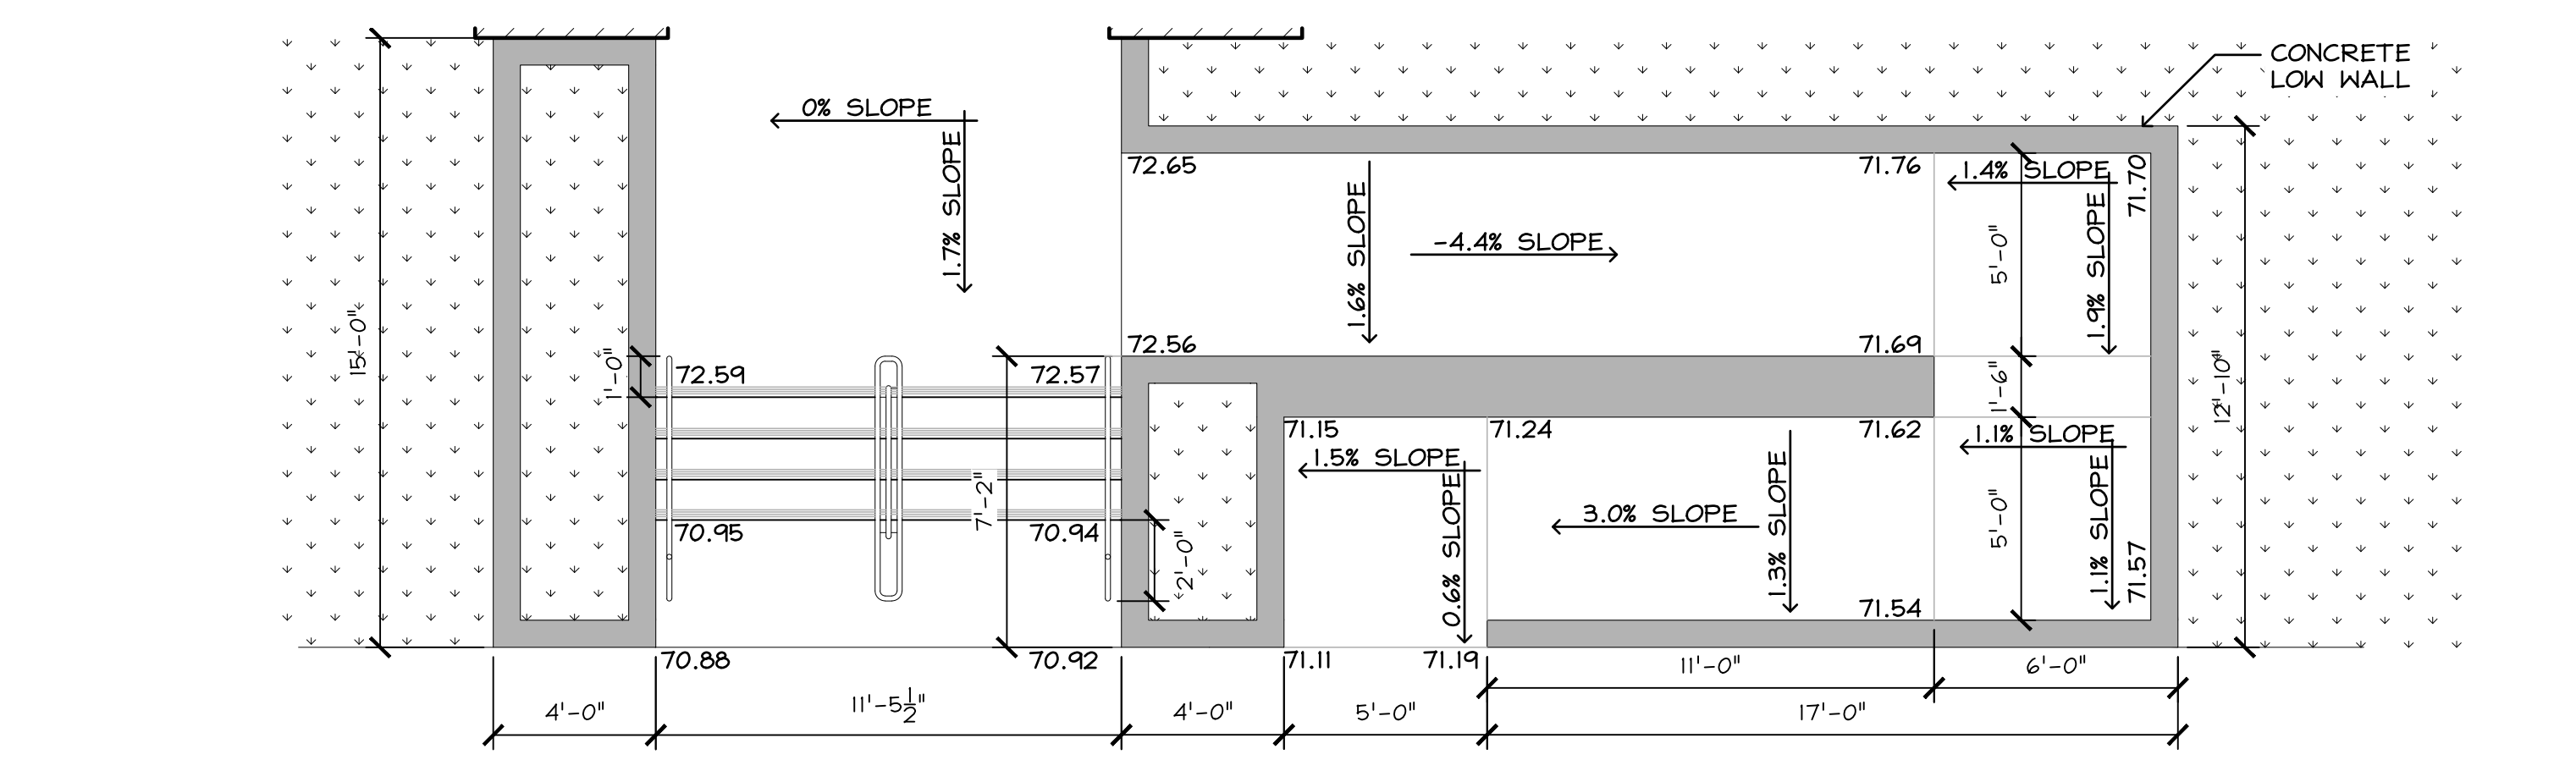 CONCRETE
LOW WALL
0% SLOPE
1.7% SLOPE
72.65
71.76
1.4% SLOPE
71.70
1.6% SLOPE
-4.4% SLOPE
5'-0"
1.9% SLOPE
15'-0"
1'-0"
72.56
71.69
72.59
72.57
1'-6"
12'-10"
71.15
71.24
71.62
1.1% SLOPE
1.5% SLOPE
7'-2"
0.6% SLOPE
3.0% SLOPE
1.3% SLOPE
5'-0"
1.1% SLOPE
70.95
70.94
2'-0"
71.57
71.54
70.88
70.92
71.11
71.19
11'-0"
6'-0"
4'-0"
11'-5 1/2"
4'-0"
5'-0"
17'-0"